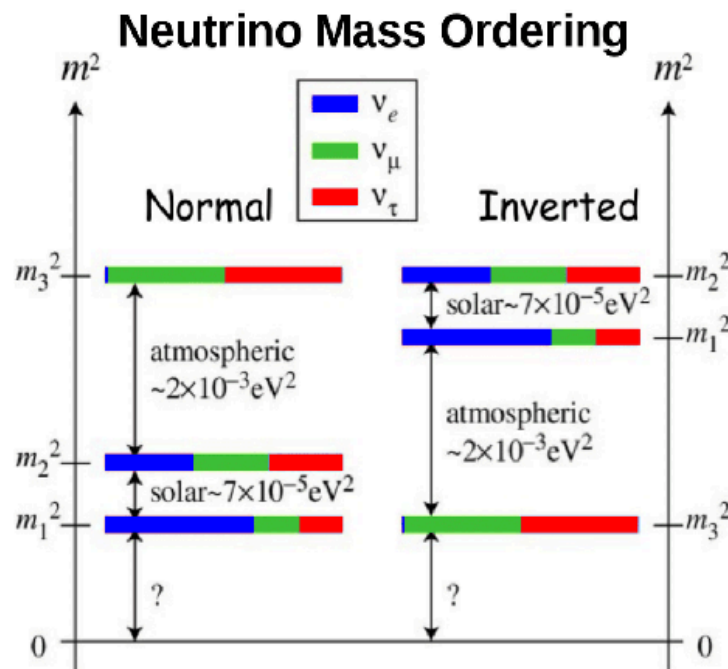 Neutrino Mass Ordering
m²
m²
νe
νμ
ντ
Normal
Inverted
m₃²
m₂²
solar~7×10⁻⁵eV²
m₁²
atmospheric
~2×10⁻³eV²
atmospheric
~2×10⁻³eV²
m₂²
solar~7×10⁻⁵eV²
m₁²
m₃²
?
?
0
0